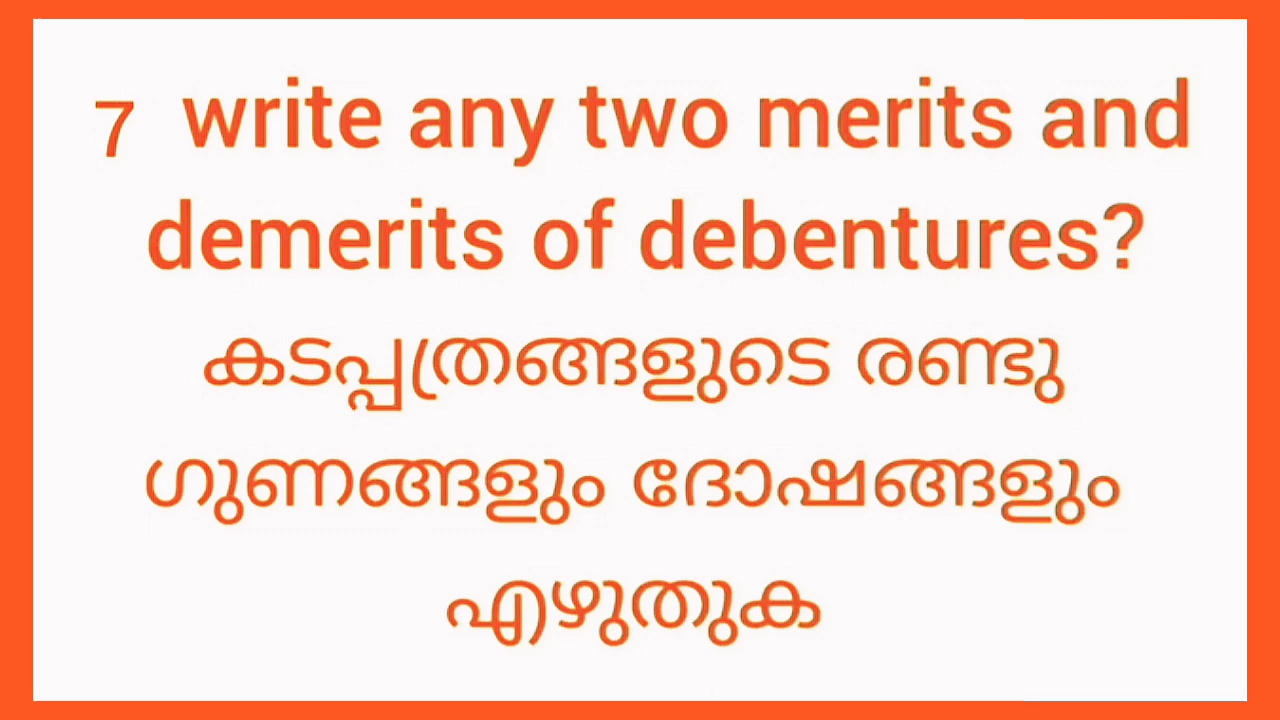 7 write any two merits and
demerits of debentures?
കടപ്പത്രങ്ങളുടെ രണ്ടു
ഗുണങ്ങളും ദോഷങ്ങളും
എഴുതുക